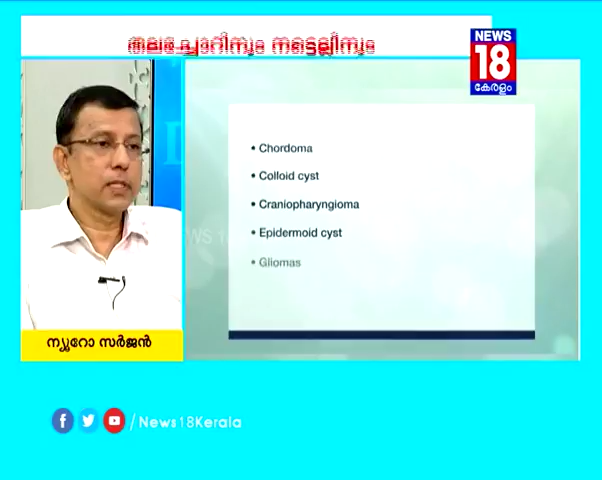 തലച്ചോറിനും നട്ടെല്ലിനും
NEWS
18
കേരളം
• Chordoma
• Colloid cyst
• Craniopharyngioma
• Epidermoid cyst
• Gliomas
ന്യൂറോ സർജൻ
/News18Kerala